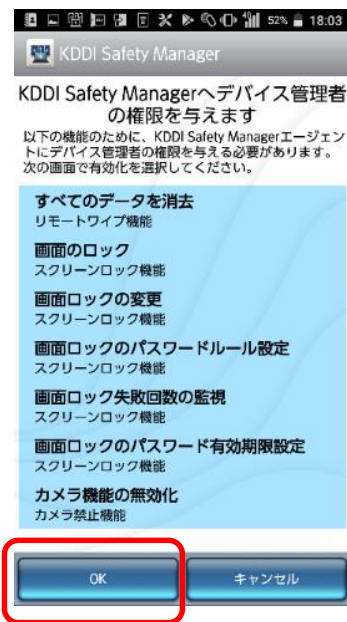 52% 18:03
KDDI Safety Manager
KDDI Safety Managerへデバイス管理者
の権限を与えます
以下の機能のために、KDDI Safety Managerエージェン
トにデバイス管理者の権限を与える必要があります。
次の画面で有効化を選択してください。
すべてのデータを消去
リモートワイプ機能
画面のロック
スクリーンロック機能
画面ロックの変更
スクリーンロック機能
画面ロックのパスワードルール設定
スクリーンロック機能
画面ロック失敗回数の監視
スクリーンロック機能
画面ロックのパスワード有効期限設定
スクリーンロック機能
カメラ機能の無効化
カメラ禁止機能
OK
キャンセル